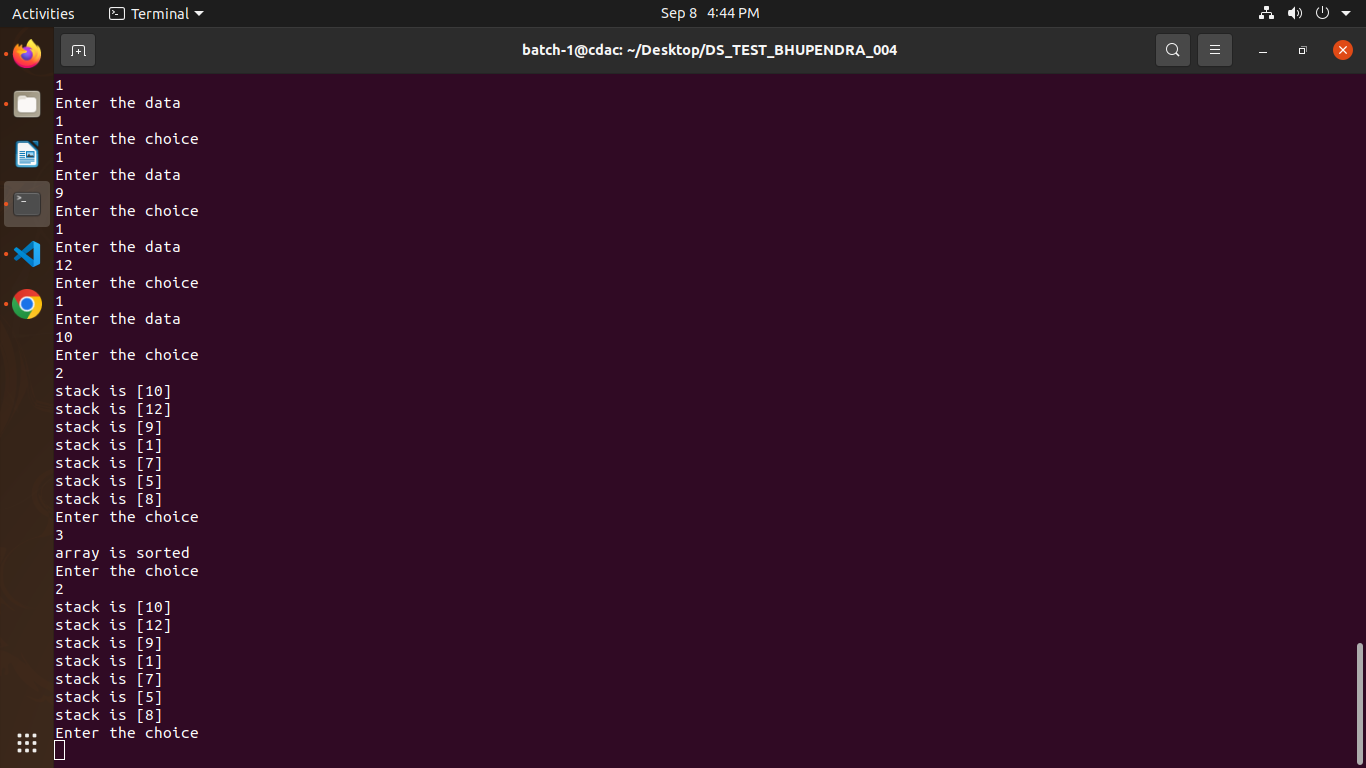 Activities
Terminal
Sep 8 4:44 PM
batch-1@cdac: ~/Desktop/DS_TEST_BHUPENDRA_004
1
Enter the data
1
Enter the choice
1
Enter the data
9
Enter the choice
1
Enter the data
12
Enter the choice
1
Enter the data
10
Enter the choice
2
stack is [10]
stack is [12]
stack is [9]
stack is [1]
stack is [7]
stack is [5]
stack is [8]
Enter the choice
3
array is sorted
Enter the choice
2
stack is [10]
stack is [12]
stack is [9]
stack is [1]
stack is [7]
stack is [5]
stack is [8]
Enter the choice